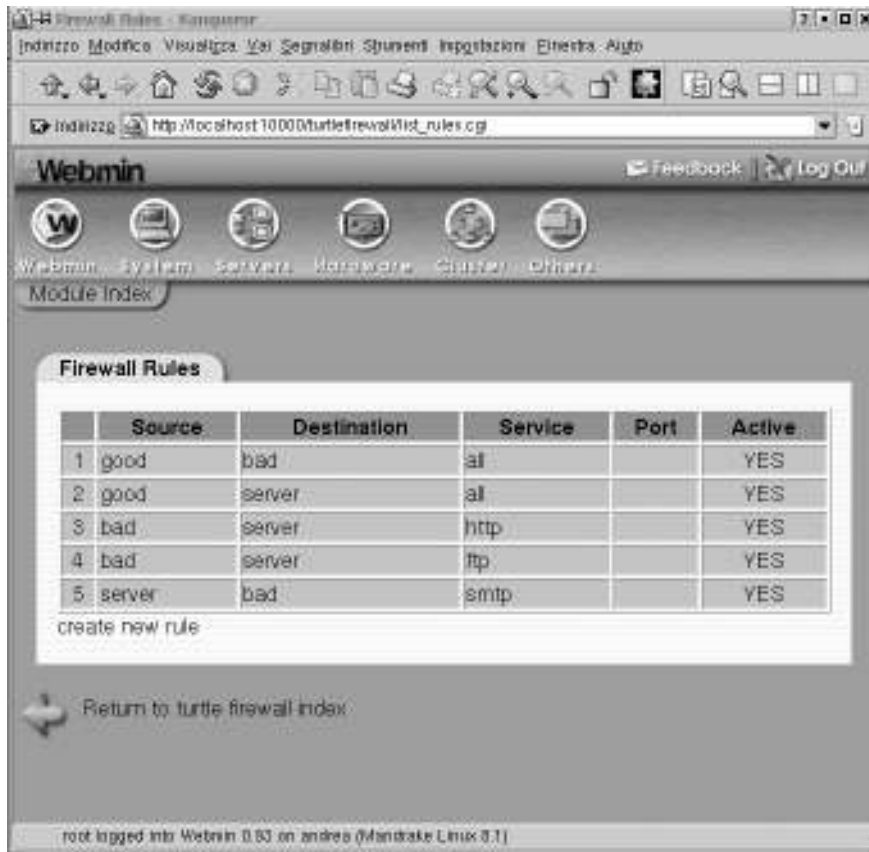 Firewall Rules - Konqueror
Indirizzo Modifica Visualizza Vai Segnalibri Strumenti Impostazioni Finestra Aiuto
Indirizzo http://localhost:10000/turtlefirewall/list_rules.cgi
Webmin Feedback Log Out
Webmin System Servers Hardware Cluster Others
Module Index
Firewall Rules
Source Destination Service Port Active
1 good bad all YES
2 good server all YES
3 bad server http YES
4 bad server ftp YES
5 server bad smtp YES
create new rule
Return to turtle firewall index
root logged into Webmin 0.93 on andrea (Mandrake Linux 8.1)